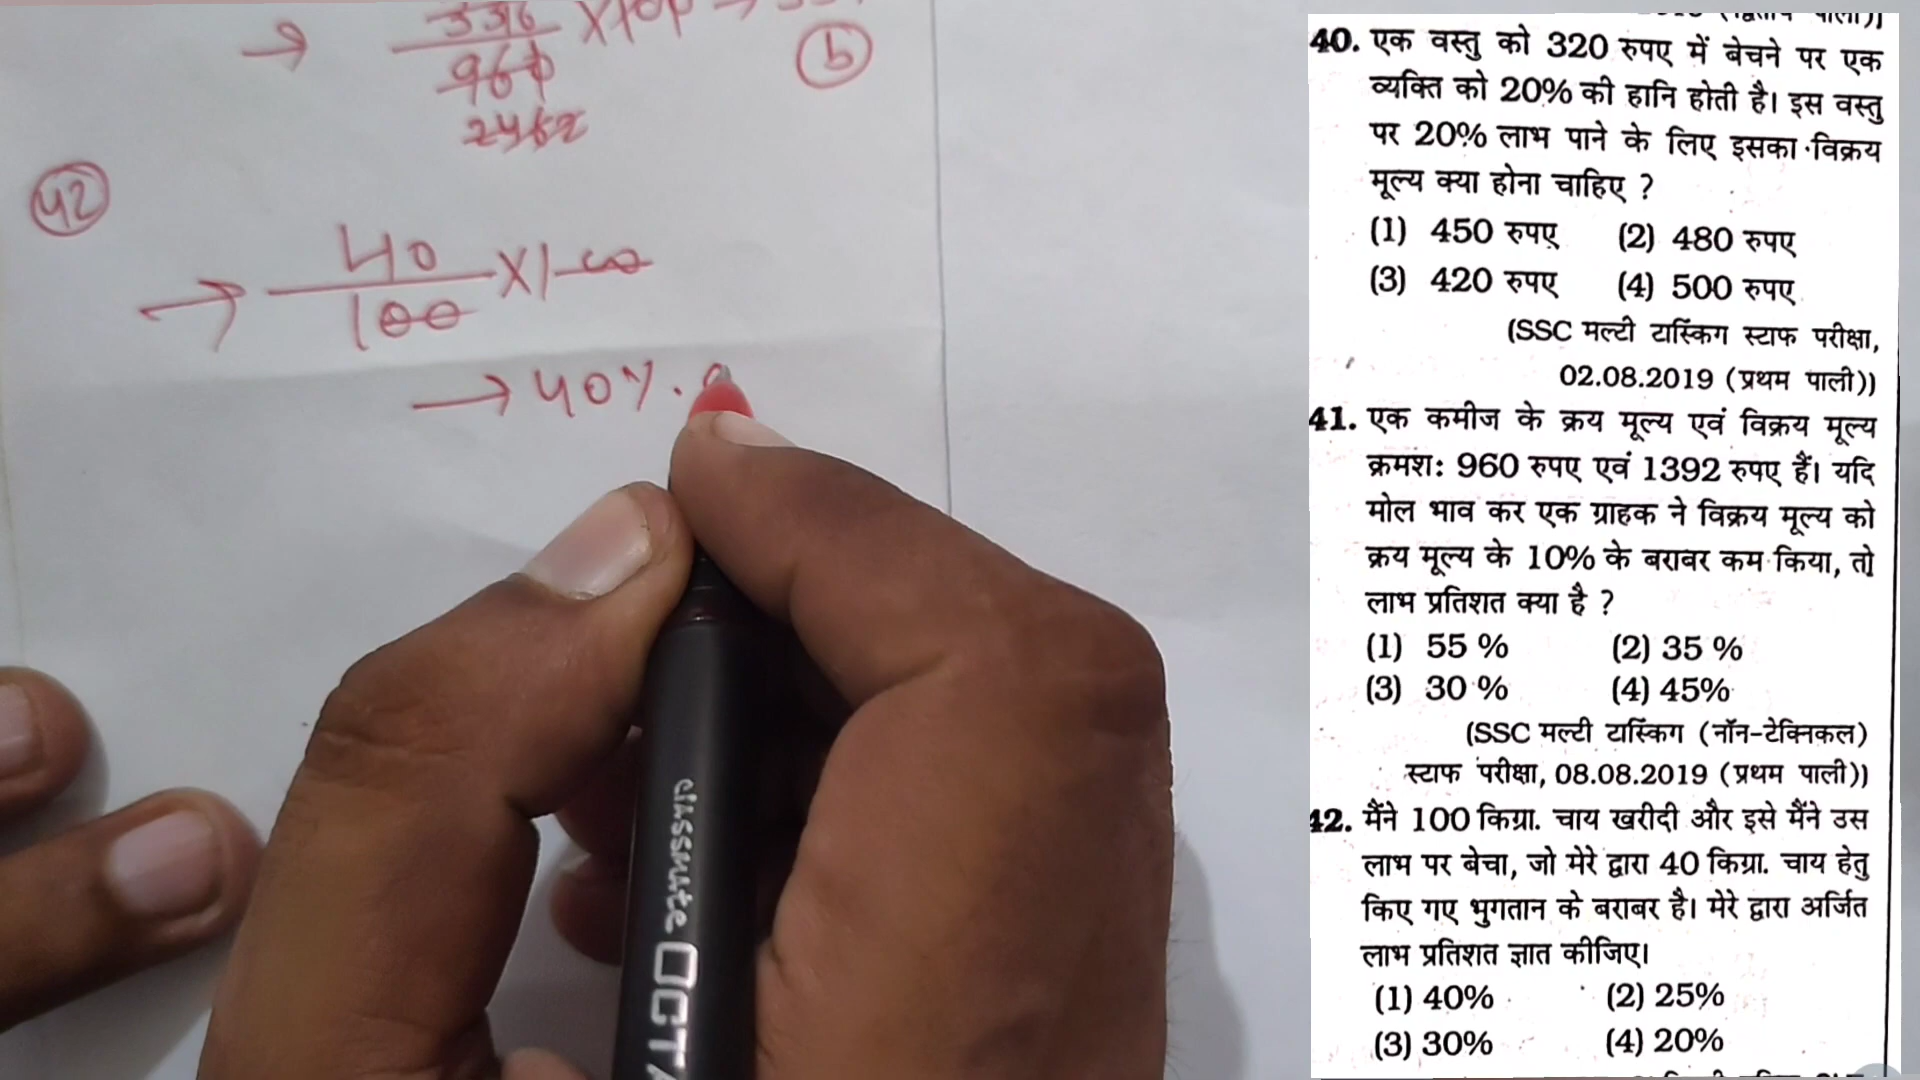 336
→ ――― X100 →
960
2462
(b)
(42)
→ 40
――― X100
100
→ 40%.
classmate OCTA
40. एक वस्तु को 320 रुपए में बेचने पर एक
व्यक्ति को 20% की हानि होती है। इस वस्तु
पर 20% लाभ पाने के लिए इसका विक्रय
मूल्य क्या होना चाहिए ?
(1) 450 रुपए (2) 480 रुपए
(3) 420 रुपए (4) 500 रुपए
(SSC मल्टी टास्किंग स्टाफ परीक्षा,
02.08.2019 (प्रथम पाली))
41. एक कमीज के क्रय मूल्य एवं विक्रय मूल्य
क्रमश: 960 रुपए एवं 1392 रुपए हैं। यदि
मोल भाव कर एक ग्राहक ने विक्रय मूल्य को
क्रय मूल्य के 10% के बराबर कम किया, तो
लाभ प्रतिशत क्या है ?
(1) 55 % (2) 35 %
(3) 30 % (4) 45%
(SSC मल्टी टास्किंग (नॉन-टेक्निकल)
स्टाफ परीक्षा, 08.08.2019 (प्रथम पाली))
42. मैंने 100 किग्रा. चाय खरीदी और इसे मैंने उस
लाभ पर बेचा, जो मेरे द्वारा 40 किग्रा. चाय हेतु
किए गए भुगतान के बराबर है। मेरे द्वारा अर्जित
लाभ प्रतिशत ज्ञात कीजिए।
(1) 40% (2) 25%
(3) 30% (4) 20%